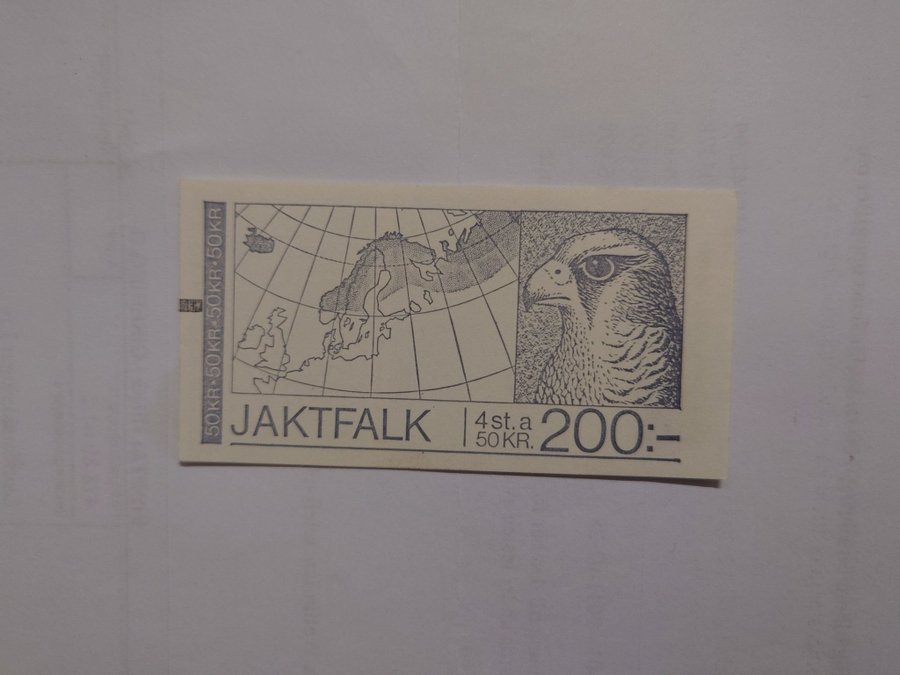 50KR·50KR·50KR·50KR
JAKTFALK
4 st. a
50 KR.
200:-